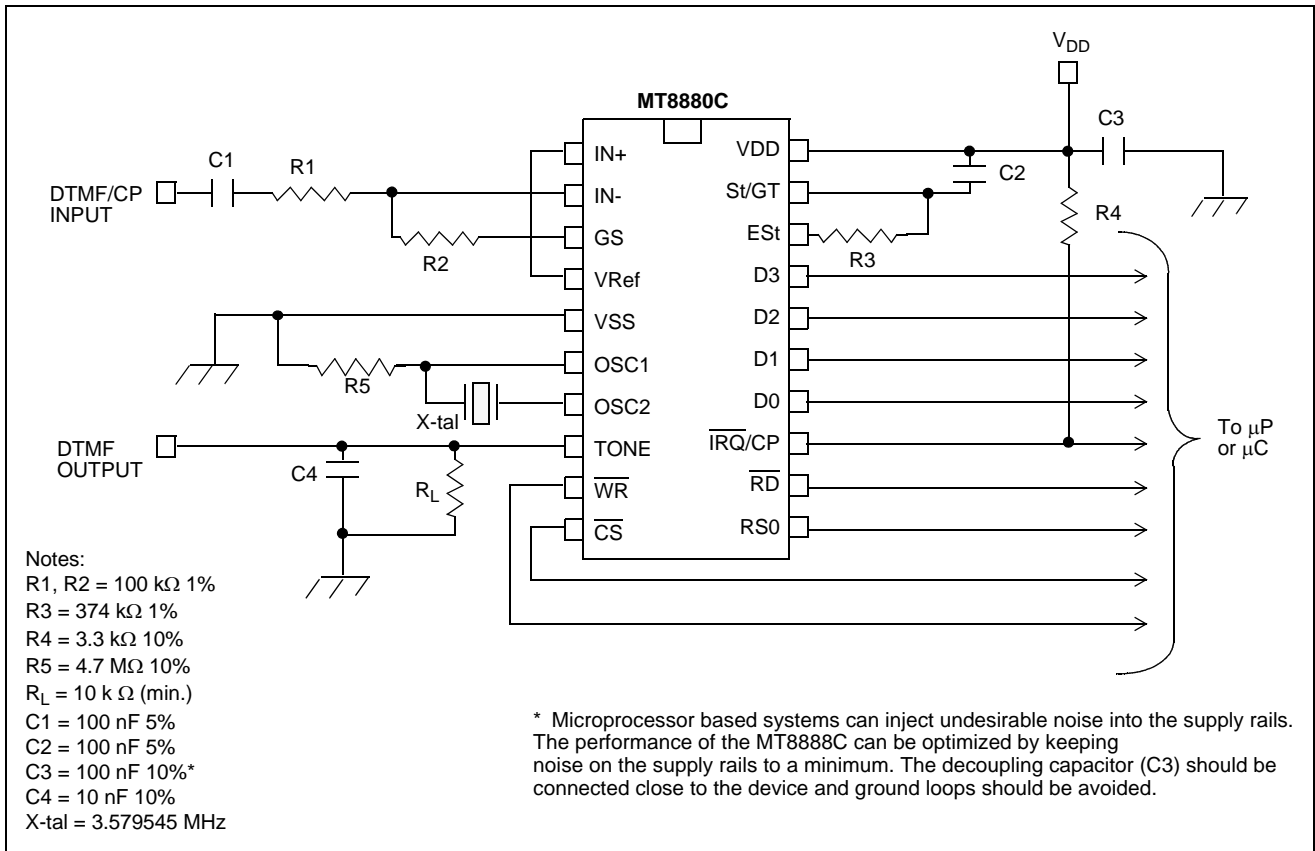 VDD
MT8880C
C3
C1
R1
DTMF/CP
INPUT
IN+
IN-
GS
VRef
VSS
OSC1
OSC2
TONE
WR
CS
VDD
St/GT
ESt
D3
D2
D1
D0
IRQ/CP
RD
RS0
C2
R4
R2
R3
R5
X-tal
DTMF
OUTPUT
C4
RL
To μP
or μC
Notes:
R1, R2 = 100 kΩ 1%
R3 = 374 kΩ 1%
R4 = 3.3 kΩ 10%
R5 = 4.7 MΩ 10%
RL = 10 k Ω (min.)
C1 = 100 nF 5%
C2 = 100 nF 5%
C3 = 100 nF 10%*
C4 = 10 nF 10%
X-tal = 3.579545 MHz
* Microprocessor based systems can inject undesirable noise into the supply rails.
The performance of the MT8888C can be optimized by keeping
noise on the supply rails to a minimum. The decoupling capacitor (C3) should be
connected close to the device and ground loops should be avoided.